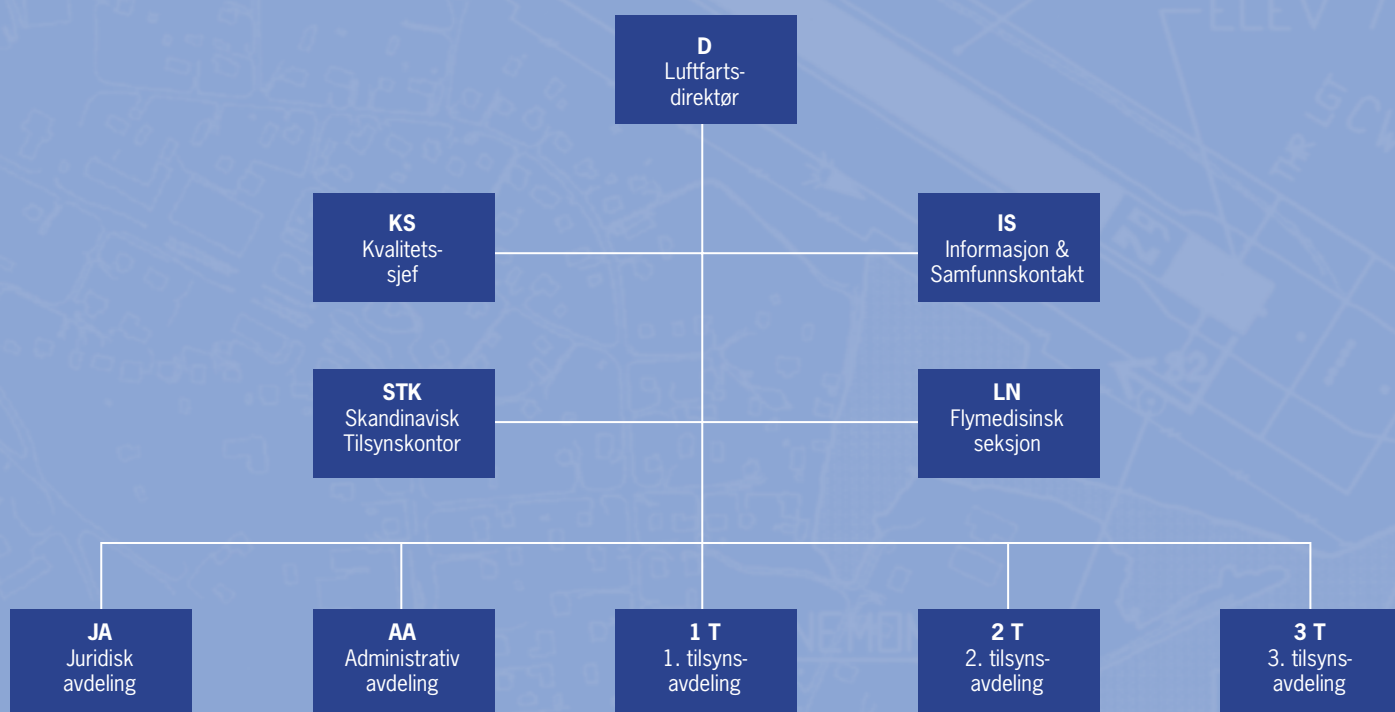 D
Luftfarts-
direktør
KS
Kvalitets-
sjef
IS
Informasjon &
Samfunnskontakt
STK
Skandinavisk
Tilsynskontor
LN
Flymedisinsk
seksjon
JA
Juridisk
avdeling
AA
Administrativ
avdeling
1 T
1. tilsyns-
avdeling
2 T
2. tilsyns-
avdeling
3 T
3. tilsyns-
avdeling